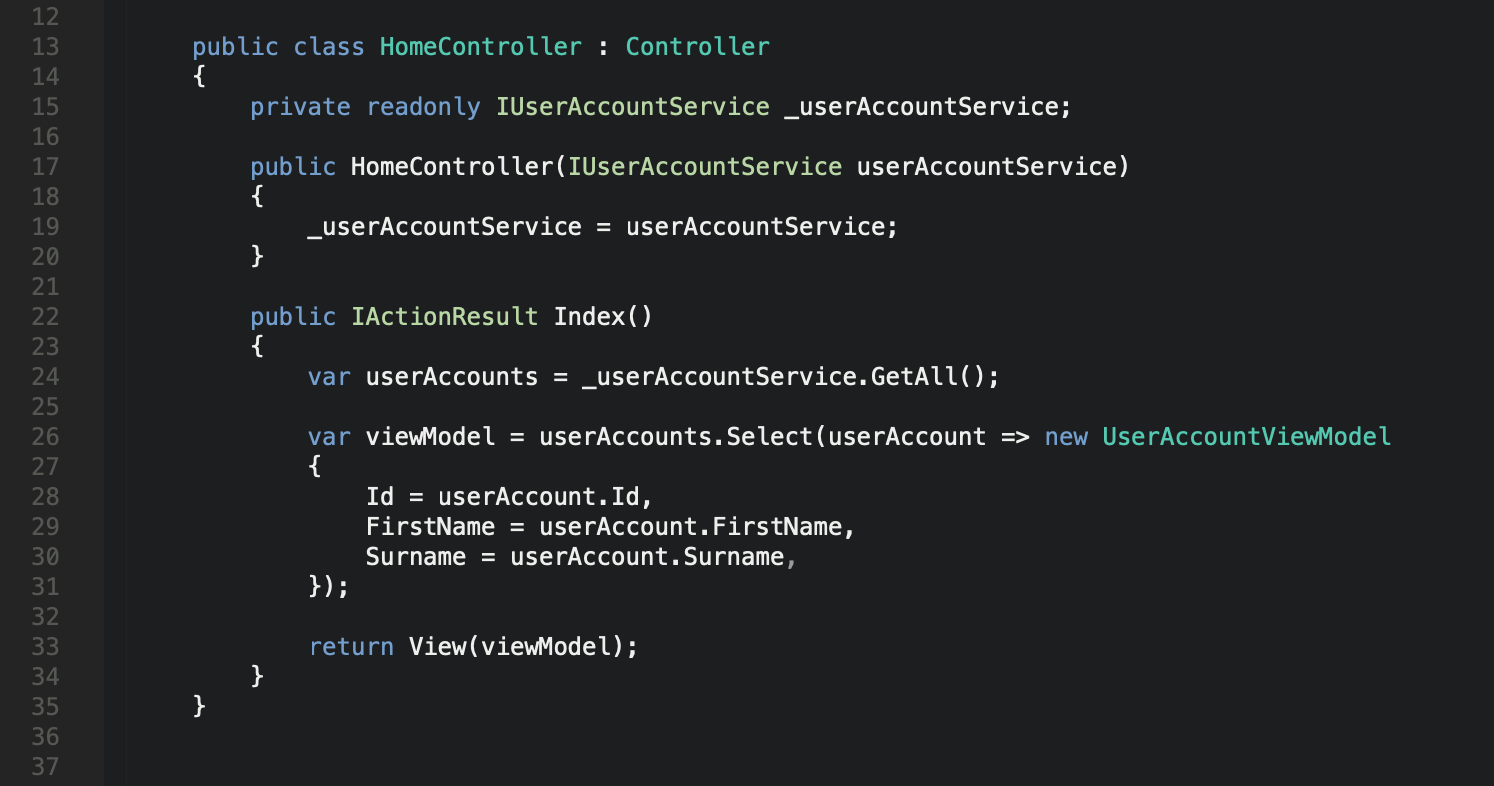 12
13 public class HomeController : Controller
14 {
15 private readonly IUserAccountService _userAccountService;
16
17 public HomeController(IUserAccountService userAccountService)
18 {
19 _userAccountService = userAccountService;
20 }
21
22 public IActionResult Index()
23 {
24 var userAccounts = _userAccountService.GetAll();
25
26 var viewModel = userAccounts.Select(userAccount => new UserAccountViewModel
27 {
28 Id = userAccount.Id,
29 FirstName = userAccount.FirstName,
30 Surname = userAccount.Surname,
31 });
32
33 return View(viewModel);
34 }
35 }
36
37